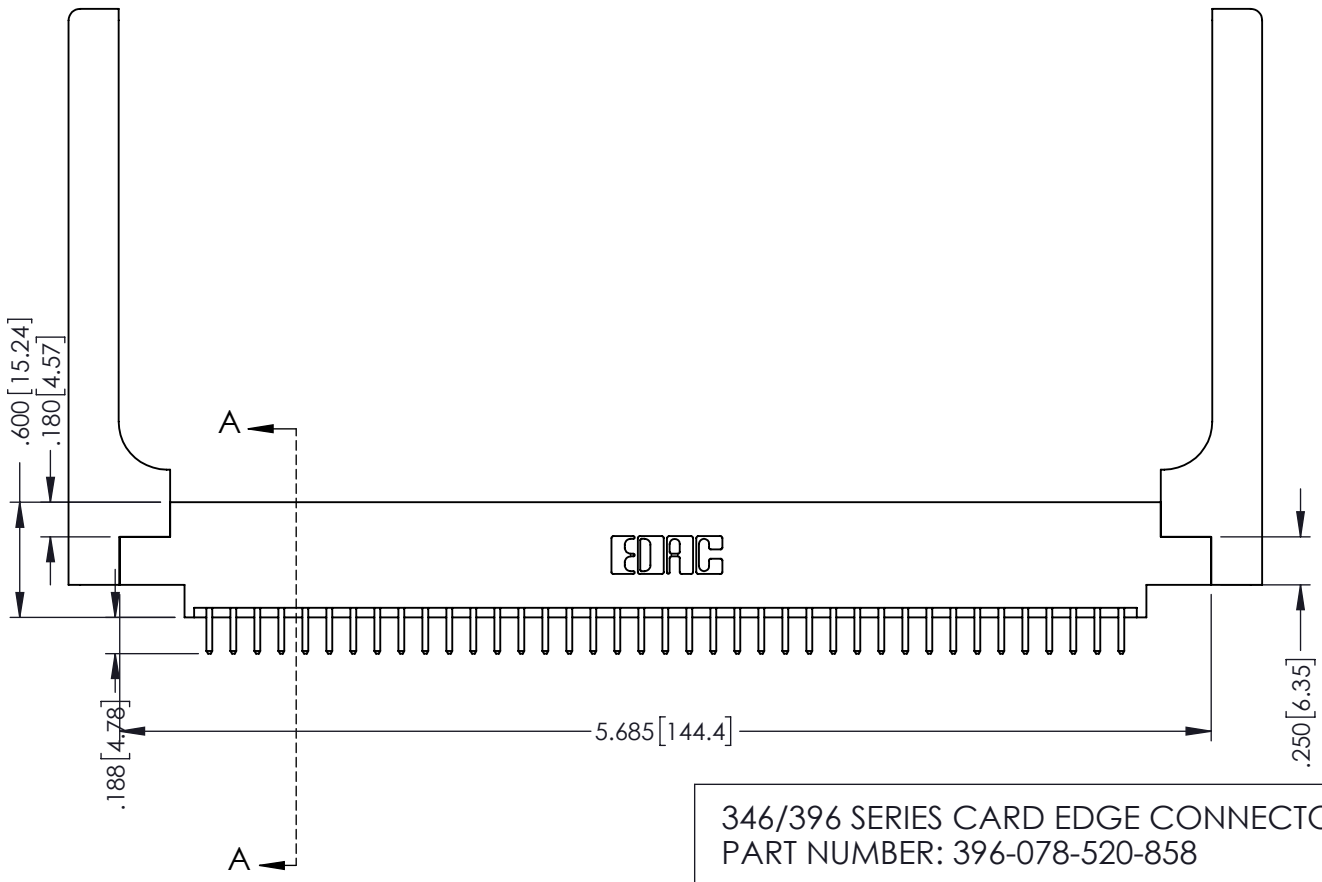 .600 [15.24]
.180 [4.57]
A
EDAC
.188 [4.78]
5.685 [144.4]
.250 [6.35]
A
346/396 SERIES CARD EDGE CONNECTO
PART NUMBER: 396-078-520-858